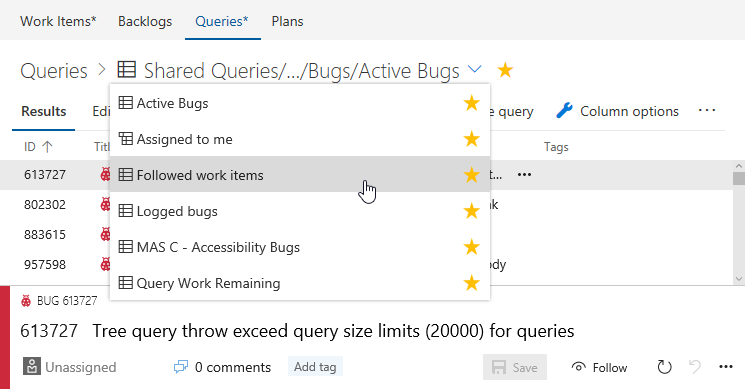 Work Items* Backlogs Queries* Plans
Queries > Shared Queries/.../Bugs/Active Bugs
Active Bugs
Results query Column options ...
Assigned to me
ID Tags
Followed work items
613727 ...
Logged bugs
802302
883615
MAS C - Accessibility Bugs
957598
Query Work Remaining
BUG 613727
613727 Tree query throw exceed query size limits (20000) for queries
Unassigned 0 comments Add tag Save Follow